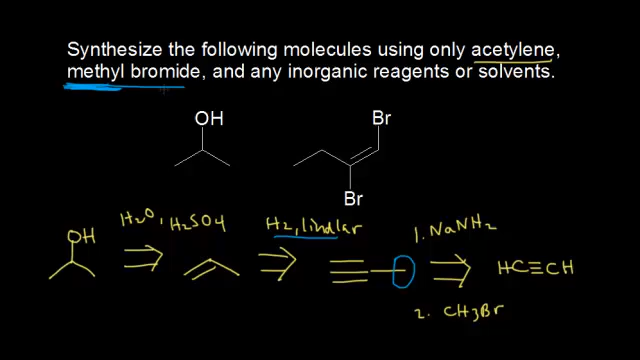 Synthesize the following molecules using only acetylene,
methyl bromide, and any inorganic reagents or solvents.
OH
Br
Br
OH
H2O, H2SO4
H2, lindlar
1. NaNH2
HC≡CH
2. CH3Br